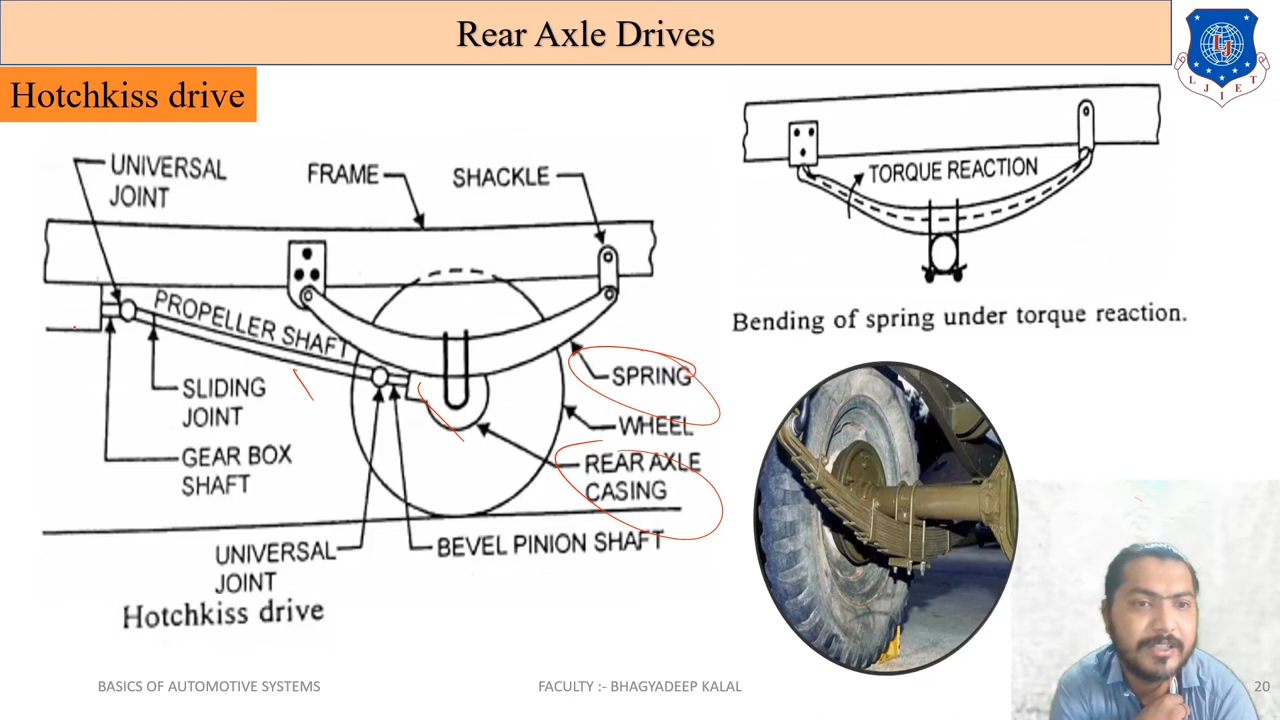 Rear Axle Drives
LJIET
Hotchkiss drive
UNIVERSAL
JOINT
FRAME
SHACKLE
PROPELLER SHAFT
SLIDING
JOINT
GEAR BOX
SHAFT
SPRING
WHEEL
REAR AXLE
CASING
UNIVERSAL
JOINT
BEVEL PINION SHAFT
Hotchkiss drive
TORQUE REACTION
Bending of spring under torque reaction.
BASICS OF AUTOMOTIVE SYSTEMS
FACULTY :- BHAGYADEEP KALAL
20